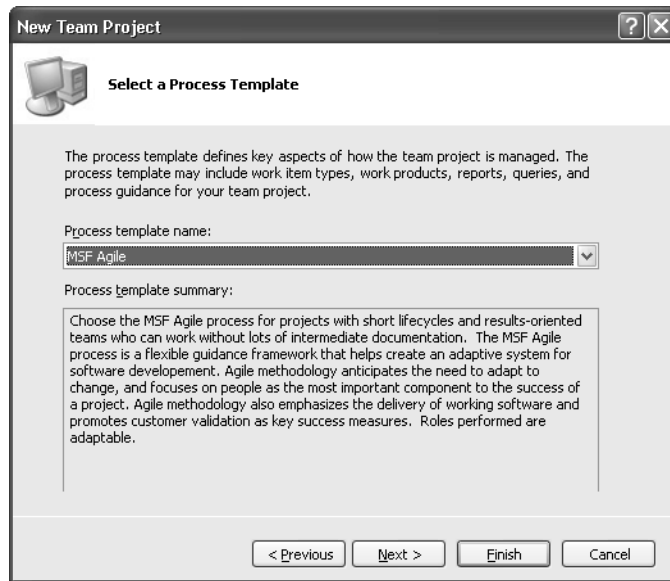 New Team Project
Select a Process Template
The process template defines key aspects of how the team project is managed. The
process template may include work item types, work products, reports, queries, and
process guidance for your team project.
Process template name:
MSF Agile
Process template summary:
Choose the MSF Agile process for projects with short lifecycles and results-oriented
teams who can work without lots of intermediate documentation. The MSF Agile
process is a flexible guidance framework that helps create an adaptive system for
software developement. Agile methodology anticipates the need to adapt to
change, and focuses on people as the most important component to the success of
a project. Agile methodology also emphasizes the delivery of working software and
promotes customer validation as key success measures. Roles performed are
adaptable.
< Previous Next > Finish Cancel